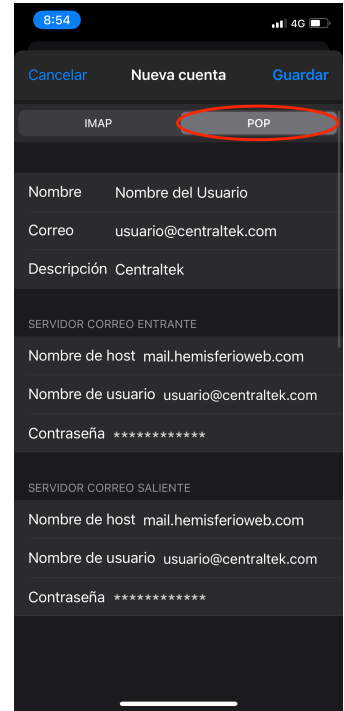 8:54 4G
Cancelar Nueva cuenta Guardar
IMAP POP
Nombre Nombre del Usuario
Correo usuario@centraltek.com
Descripción Centraltek
SERVIDOR CORREO ENTRANTE
Nombre de host mail.hemisferioweb.com
Nombre de usuario usuario@centraltek.com
Contraseña ************
SERVIDOR CORREO SALIENTE
Nombre de host mail.hemisferioweb.com
Nombre de usuario usuario@centraltek.com
Contraseña ************